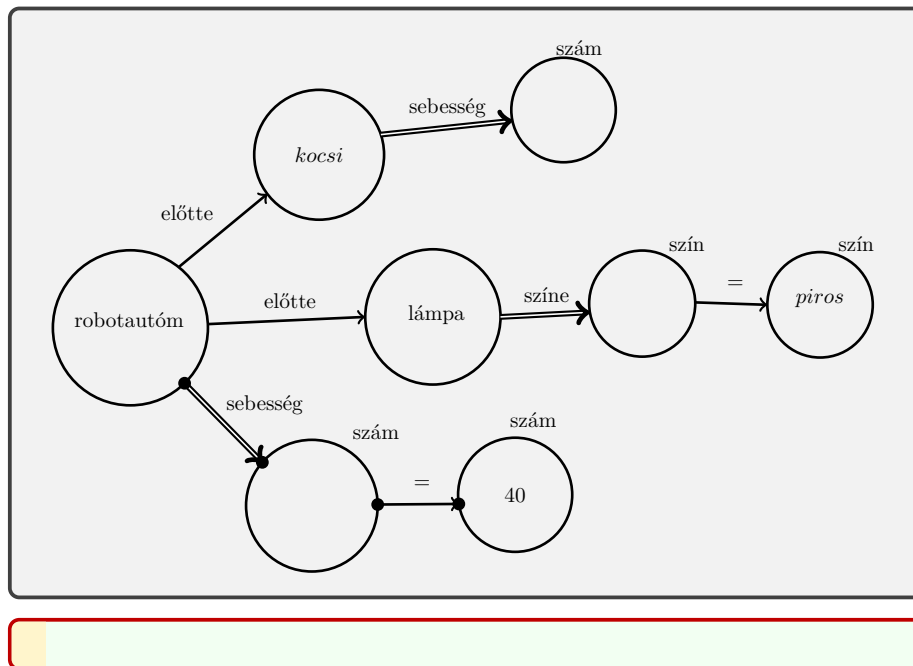 szám
sebesség
kocsi
előtte
szín
szín
=
piros
színe
előtte
lámpa
robotautóm
sebesség
szám
szám
=
40